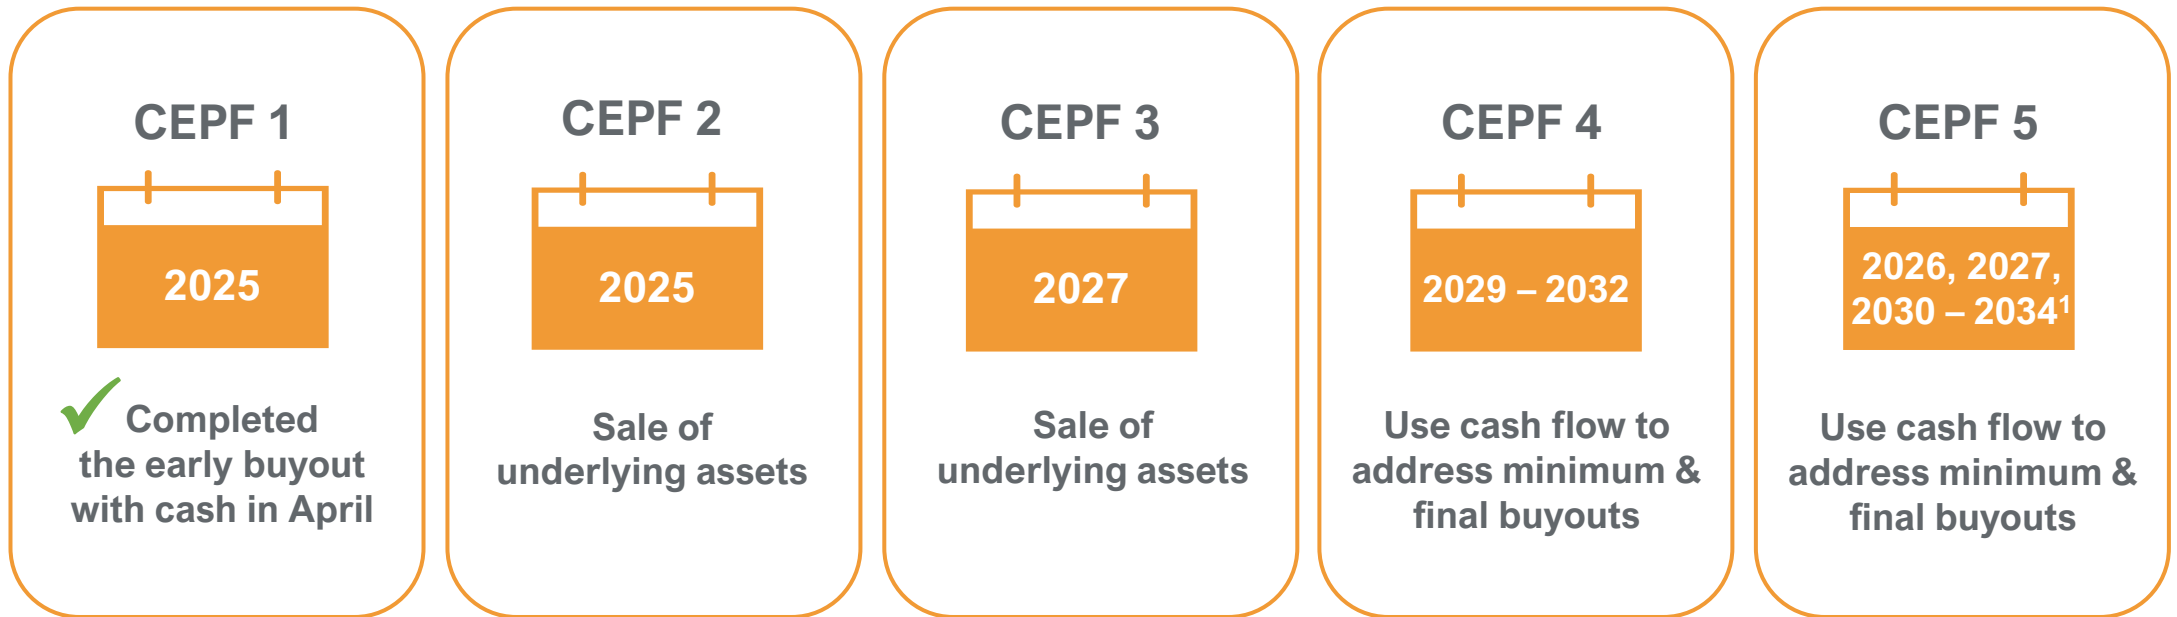 CEPF 1
2025
Completed
the early buyout
with cash in April
CEPF 2
2025
Sale of
underlying assets
CEPF 3
2027
Sale of
underlying assets
CEPF 4
2029 – 2032
Use cash flow to
address minimum &
final buyouts
CEPF 5
2026, 2027,
2030 – 2034¹
Use cash flow to
address minimum &
final buyouts